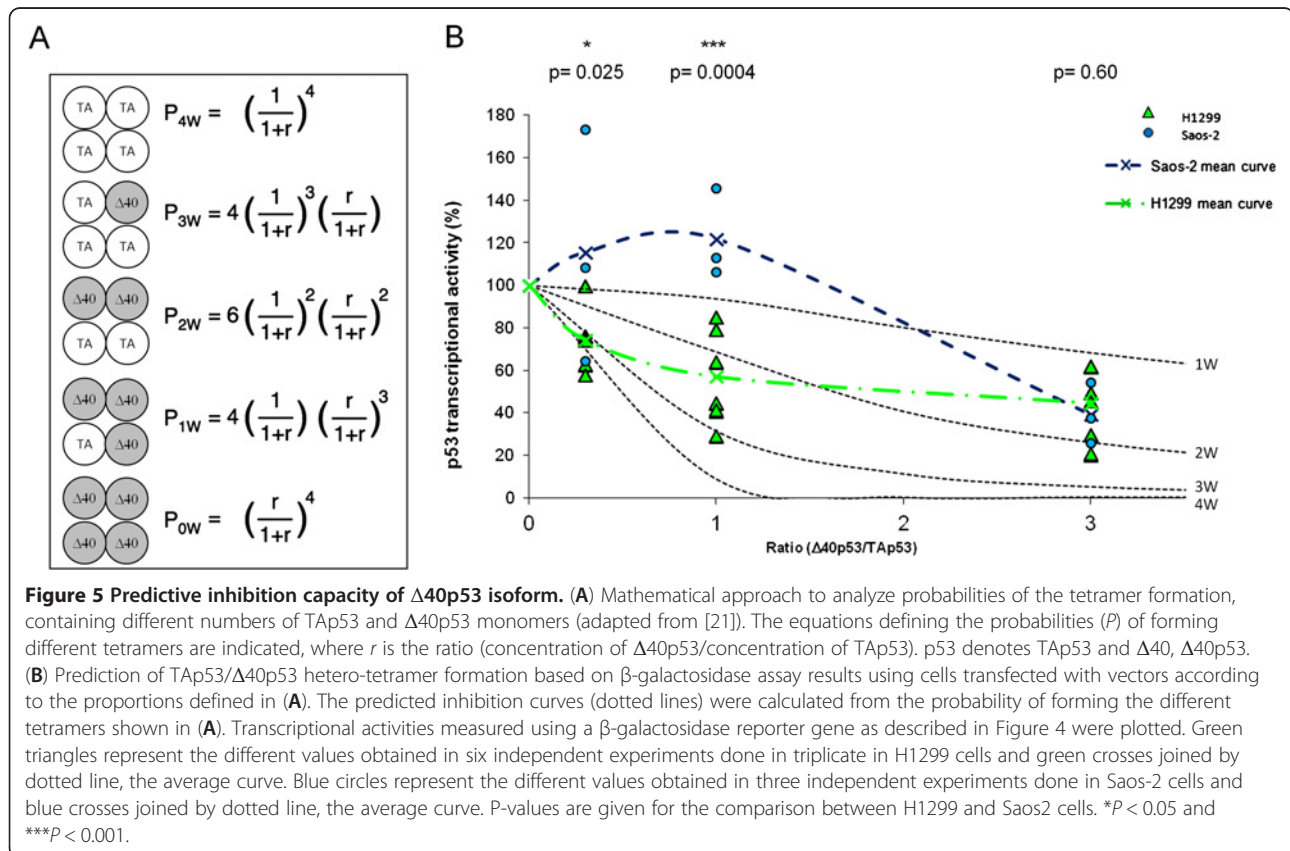 A
TA TA
TA TA
P4W = (1/1+r)^4
TA Δ40
TA TA
P3W = 4 (1/1+r)^3 (r/1+r)
Δ40 Δ40
TA TA
P2W = 6 (1/1+r)^2 (r/1+r)^2
Δ40 Δ40
TA Δ40
P1W = 4 (1/1+r) (r/1+r)^3
Δ40 Δ40
Δ40 Δ40
P0W = (r/1+r)^4
B
* ***
p= 0.025 p= 0.0004 p= 0.60
H1299
Saos-2
Saos-2 mean curve
H1299 mean curve
p53 transcriptional activity (%)
180
160
140
120
100
80
60
40
20
0
1W
2W
3W
4W
0 1 2 3
Ratio (Δ40p53/TAp53)
Figure 5 Predictive inhibition capacity of Δ40p53 isoform. (A) Mathematical approach to analyze probabilities of the tetramer formation,
containing different numbers of TAp53 and Δ40p53 monomers (adapted from [21]). The equations defining the probabilities (P) of forming
different tetramers are indicated, where r is the ratio (concentration of Δ40p53/concentration of TAp53). p53 denotes TAp53 and Δ40, Δ40p53.
(B) Prediction of TAp53/Δ40p53 hetero-tetramer formation based on β-galactosidase assay results using cells transfected with vectors according
to the proportions defined in (A). The predicted inhibition curves (dotted lines) were calculated from the probability of forming the different
tetramers shown in (A). Transcriptional activities measured using a β-galactosidase reporter gene as described in Figure 4 were plotted. Green
triangles represent the different values obtained in six independent experiments done in triplicate in H1299 cells and green crosses joined by
dotted line, the average curve. Blue circles represent the different values obtained in three independent experiments done in Saos-2 cells and
blue crosses joined by dotted line, the average curve. P-values are given for the comparison between H1299 and Saos2 cells. *P < 0.05 and
***P < 0.001.